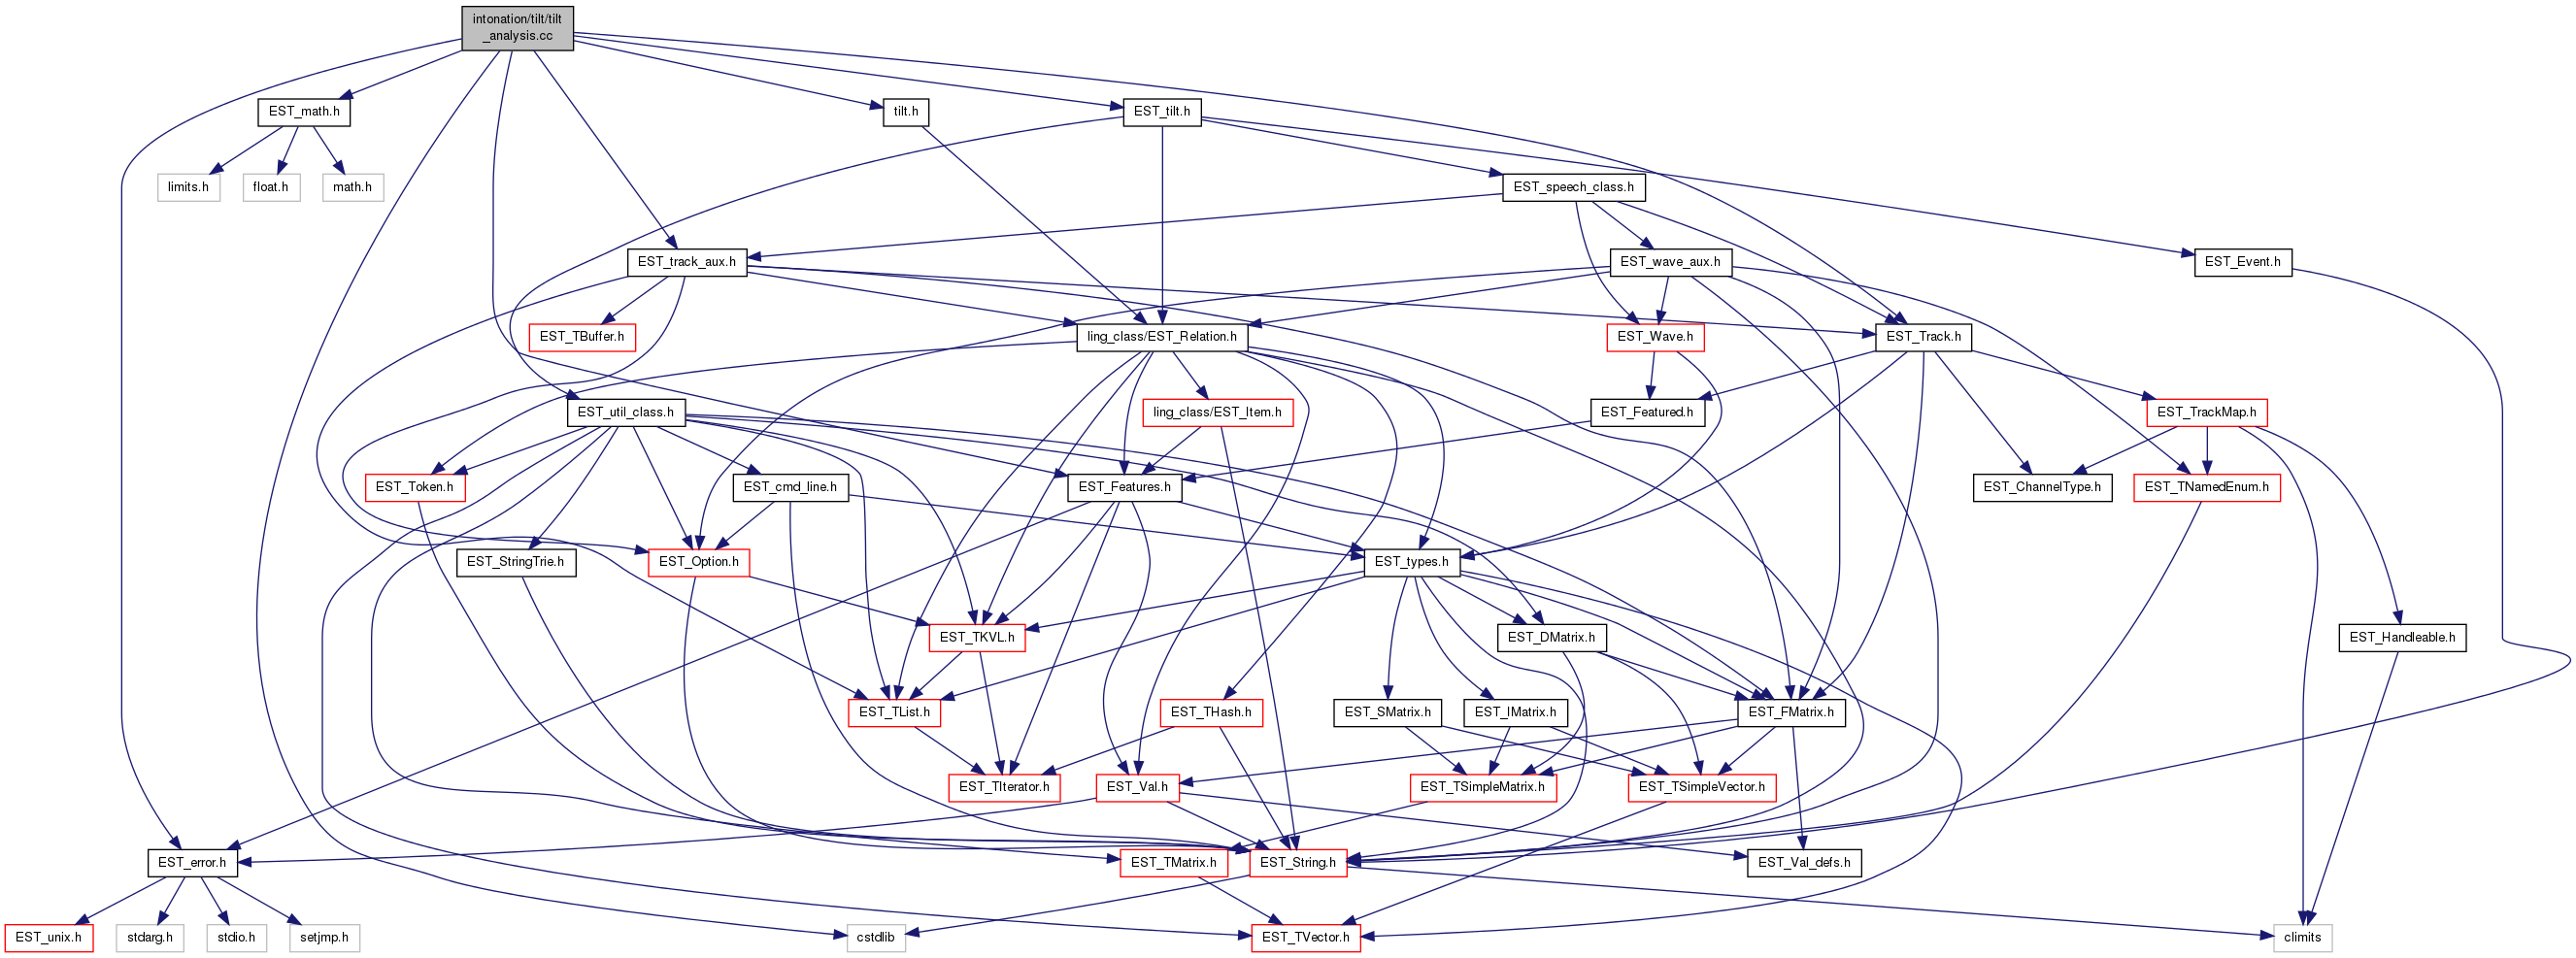 intonation/tilt/tilt
_analysis.cc
EST_math.h
tilt.h
EST_tilt.h
limits.h
float.h
math.h
EST_speech_class.h
EST_track_aux.h
EST_wave_aux.h
EST_Event.h
EST_TBuffer.h
ling_class/EST_Relation.h
EST_Wave.h
EST_Track.h
EST_util_class.h
ling_class/EST_Item.h
EST_Featured.h
EST_TrackMap.h
EST_Token.h
EST_cmd_line.h
EST_Features.h
EST_ChannelType.h
EST_TNamedEnum.h
EST_StringTrie.h
EST_Option.h
EST_types.h
EST_TKVL.h
EST_DMatrix.h
EST_Handleable.h
EST_TList.h
EST_THash.h
EST_SMatrix.h
EST_IMatrix.h
EST_FMatrix.h
EST_TIterator.h
EST_Val.h
EST_TSimpleMatrix.h
EST_TSimpleVector.h
EST_error.h
EST_TMatrix.h
EST_String.h
EST_Val_defs.h
EST_unix.h
stdarg.h
stdio.h
setjmp.h
cstdlib
EST_TVector.h
climits